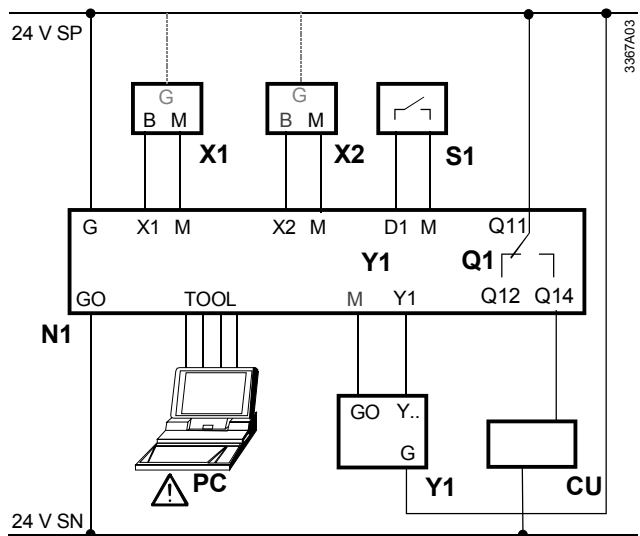 24 V SP
3367A03
G
B M
X1
G
B M
X2
S1
G X1 M X2 M D1 M Q11
Y1 Q1
GO TOOL M Y1 Q12 Q14
N1
PC
GO Y..
G
Y1
CU
24 V SN